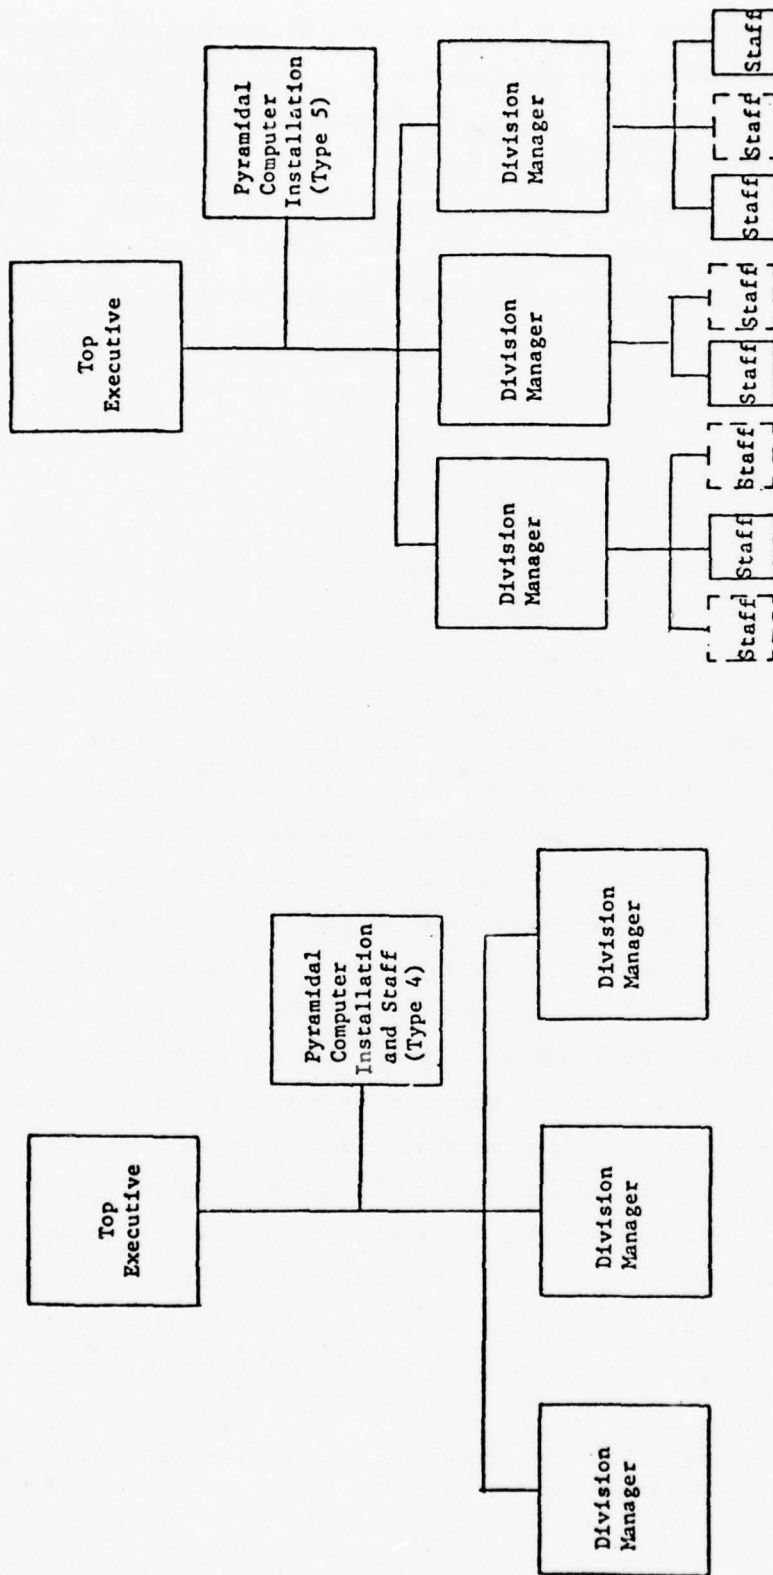 Top
Executive
Pyramidal
Computer
Installation
and Staff
(Type 4)
Division
Manager
Division
Manager
Division
Manager
Top
Executive
Pyramidal
Computer
Installation
(Type 5)
Division
Manager
Division
Manager
Division
Manager
Staff
Staff
Staff
Staff
Staff
Staff
Staff
Staff